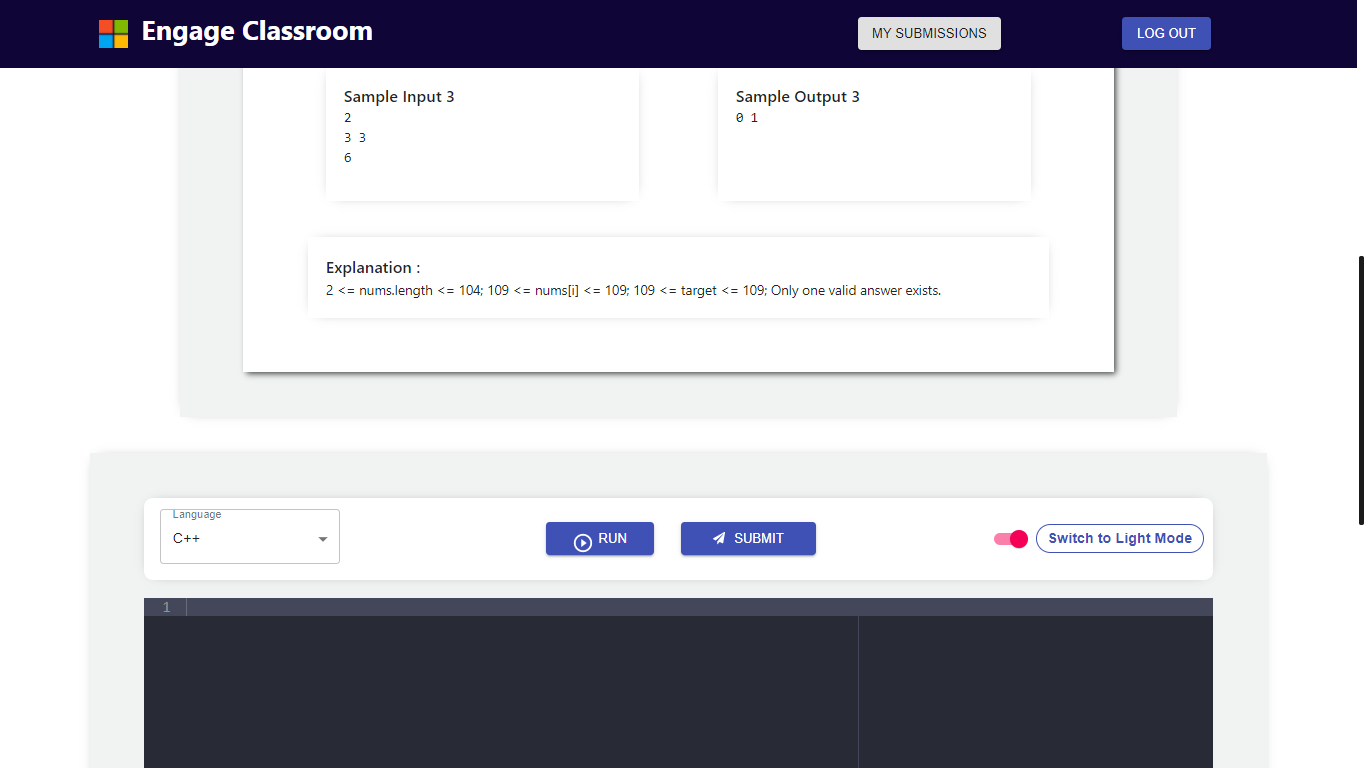 Engage Classroom
MY SUBMISSIONS
LOG OUT
Sample Input 3
2
3 3
6
Sample Output 3
0 1
Explanation :
2 <= nums.length <= 104; 109 <= nums[i] <= 109; 109 <= target <= 109; Only one valid answer exists.
Language
C++
RUN
SUBMIT
Switch to Light Mode
1